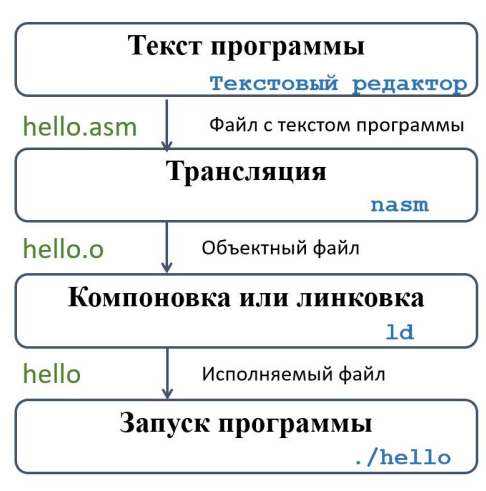 Текст программы
Текстовый редактор
hello.asm
Файл с текстом программы
Трансляция
nasm
hello.o
Объектный файл
Компоновка или линковка
ld
hello
Исполняемый файл
Запуск программы
./hello